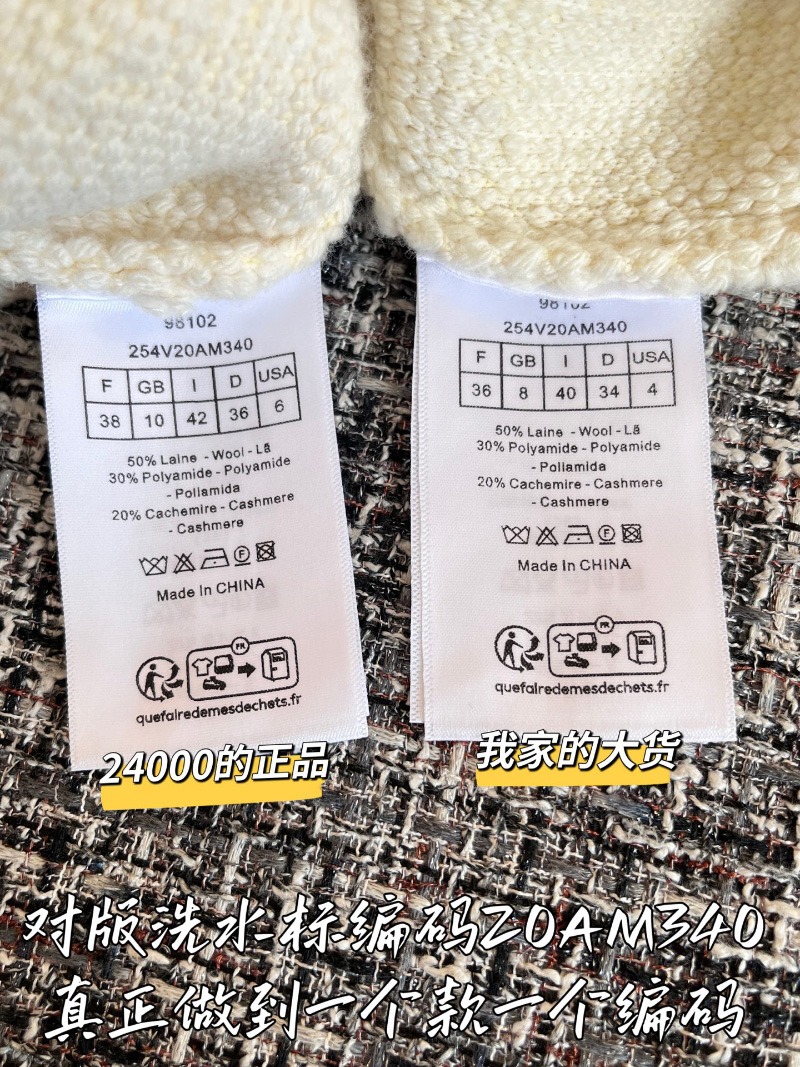 98102
254V20AM340
F GB I D USA
38 10 42 36 6
50% Laine - Wool - Lã
30% Polyamide - Polyamide
- Poliamida
20% Cachemire - Cashmere
- Cashmere
F
Made In CHINA
FR
quefairedemesdechets.fr
24000的正品
98102
254V20AM340
F GB I D USA
36 8 40 34 4
50% Laine - Wool - Lã
30% Polyamide - Polyamide
- Poliamida
20% Cachemire - Cashmere
- Cashmere
F
Made In CHINA
FR
quefairedemesdechets.fr
我家的大货
对版洗水标编码20AM340
真正做到一个款一个编码